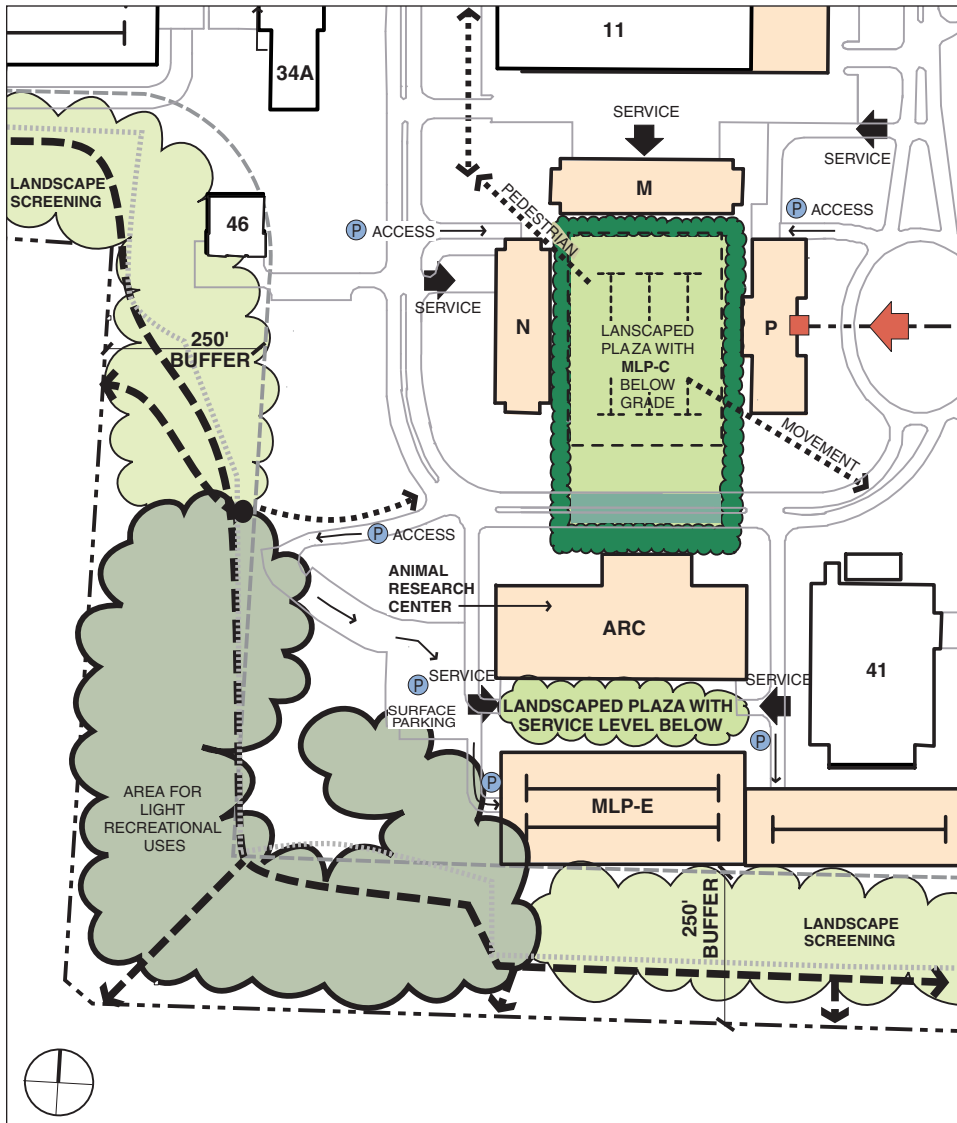 11
34A
SERVICE
SERVICE
LANDSCAPE
SCREENING
M
PEDESTRIAN
46
P ACCESS
P ACCESS
SERVICE
N
P
250'
BUFFER
LANSCAPED
PLAZA WITH
MLP-C
BELOW
GRADE
MOVEMENT
P ACCESS
ANIMAL
RESEARCH
CENTER
ARC
41
SERVICE
SERVICE
P
SURFACE
PARKING
LANDSCAPED PLAZA WITH
SERVICE LEVEL BELOW
P
P
MLP-E
AREA FOR
LIGHT
RECREATIONAL
USES
250'
BUFFER
LANDSCAPE
SCREENING